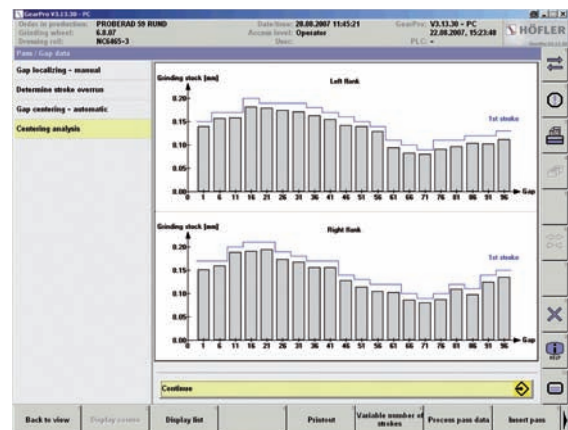 GearPro V3.13.30 - PC
Order in production: PROBERAD 59 RUND Date/time: 20.08.2007 11:45:21 GearPro: V3.13.30 - PC
Grinding wheel: 6.0.07 Access level: Operator 22.08.2007, 15:23:48
Dressing roll: NC6465-3 User: PLC: -
HÖFLER
Pass / Gap data
Gap localizing - manual
Determine stroke overrun
Gap centering - automatic
Centering analysis
Grinding stock [mm] Left flank
0.20
1st stroke
0.15
0.10
0.05
0.00
0 1 6 11 16 21 26 31 36 41 46 51 56 61 66 71 76 81 86 91 96 Gap
Grinding stock [mm] Right flank
0.20
1st stroke
0.15
0.10
0.05
0.00
0 1 6 11 16 21 26 31 36 41 46 51 56 61 66 71 76 81 86 91 96 Gap
HELP
Continue
Back to view Display course Display list Printout Variable number of strokes Process pass data Insert pass